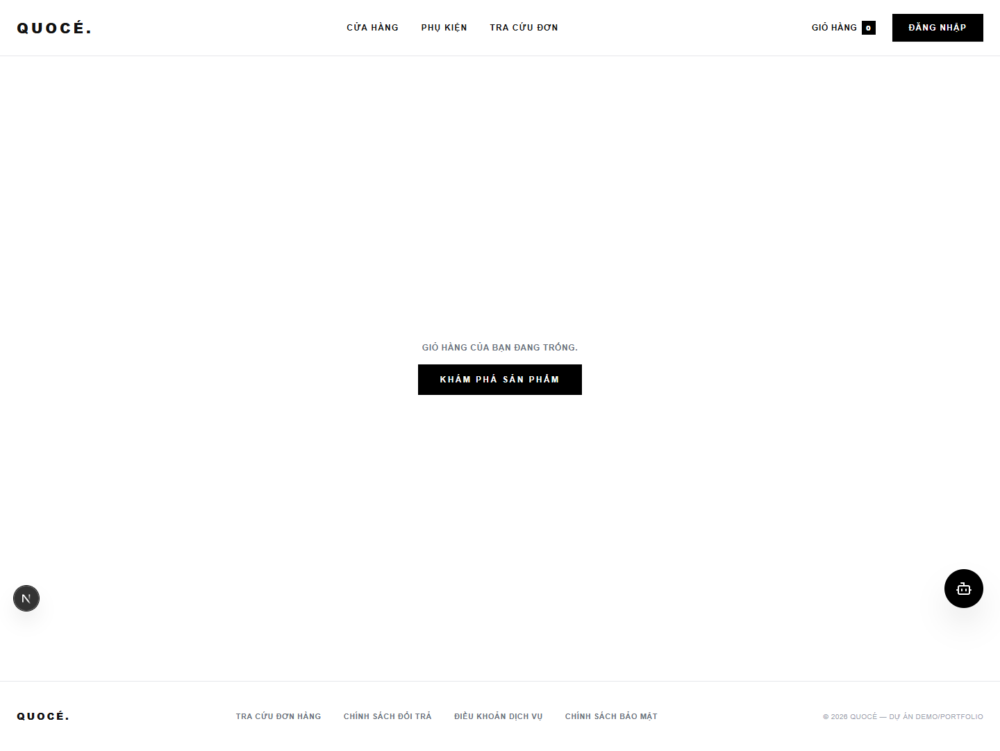 QUOCÉ.
CỬA HÀNG
PHỤ KIỆN
TRA CỨU ĐƠN
GIỎ HÀNG 0
ĐĂNG NHẬP
GIỎ HÀNG CỦA BẠN ĐANG TRỐNG.
KHÁM PHÁ SẢN PHẨM
N
QUOCÉ.
TRA CỨU ĐƠN HÀNG
CHÍNH SÁCH ĐỔI TRẢ
ĐIỀU KHOẢN DỊCH VỤ
CHÍNH SÁCH BẢO MẬT
© 2026 QUOCÉ — DỰ ÁN DEMO/PORTFOLIO